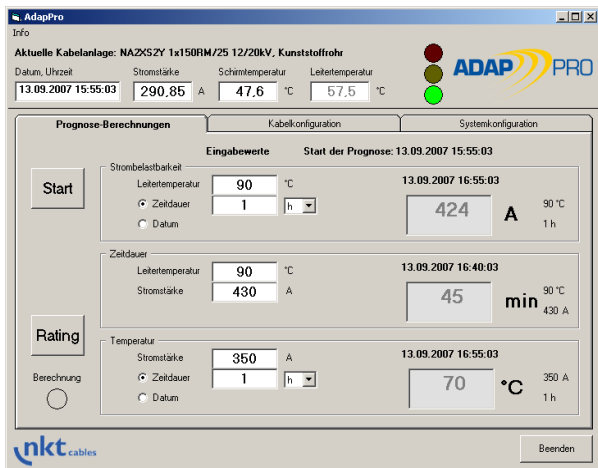 AdapPro
Info
Aktuelle Kabelanlage: NA2XS2Y 1x150RM/25 12/20kV, Kunststoffrohr
Datum, Uhrzeit Stromstärke Schirmtemperatur Leitertemperatur
13.09.2007 15:55:03 290,85 A 47,6 °C 57,5 °C
ADAP PRO
Prognose-Berechnungen Kabelkonfiguration Systemkonfiguration
Eingabewerte Start der Prognose: 13.09.2007 15:55:03
Start
Strombelastbarkeit
Leitertemperatur 90 °C 13.09.2007 16:55:03
Zeitdauer 1 h 424 A 90 °C
Datum 1 h
Zeitdauer
Leitertemperatur 90 °C 13.09.2007 16:40:03
Stromstärke 430 A 45 min 90 °C
430 A
Rating
Temperatur
Stromstärke 350 A 13.09.2007 16:55:03
Berechnung Zeitdauer 1 h 70 °C 350 A
Datum 1 h
nkt cables
Beenden